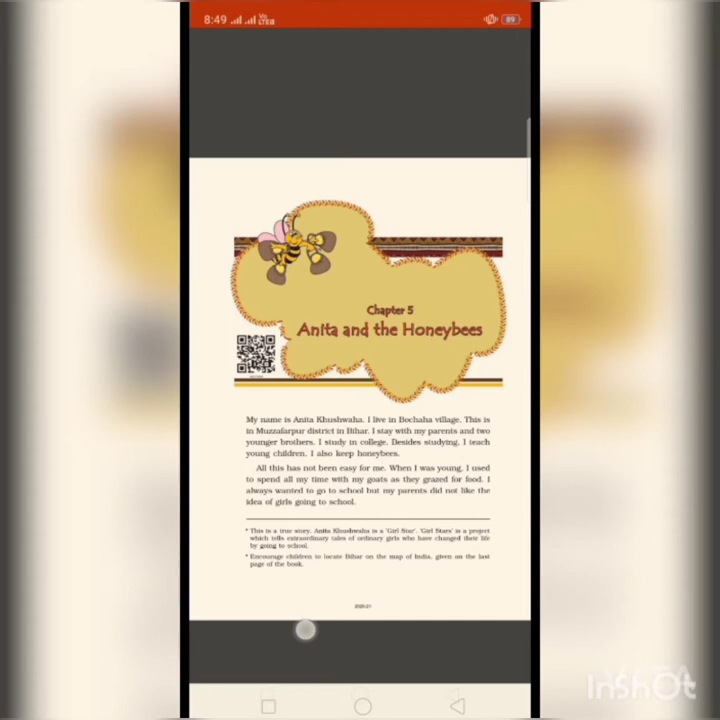 8:49
89
Chapter 5
Anita and the Honeybees
My name is Anita Khushwaha. I live in Bochaha village. This is
in Muzzafarpur district in Bihar. I stay with my parents and two
younger brothers. I study in college. Besides studying, I teach
young children. I also keep honeybees.
All this has not been easy for me. When I was young, I used
to spend all my time with my goats as they grazed for food. I
always wanted to go to school but my parents did not like the
idea of girls going to school.
* This is a true story. Anita Khushwaha is a 'Girl Star'. 'Girl Stars' is a project
which tells extraordinary tales of ordinary girls who have changed their life
by going to school.
* Encourage children to locate Bihar on the map of India, given on the last
page of the book.
2020-21
InShOt